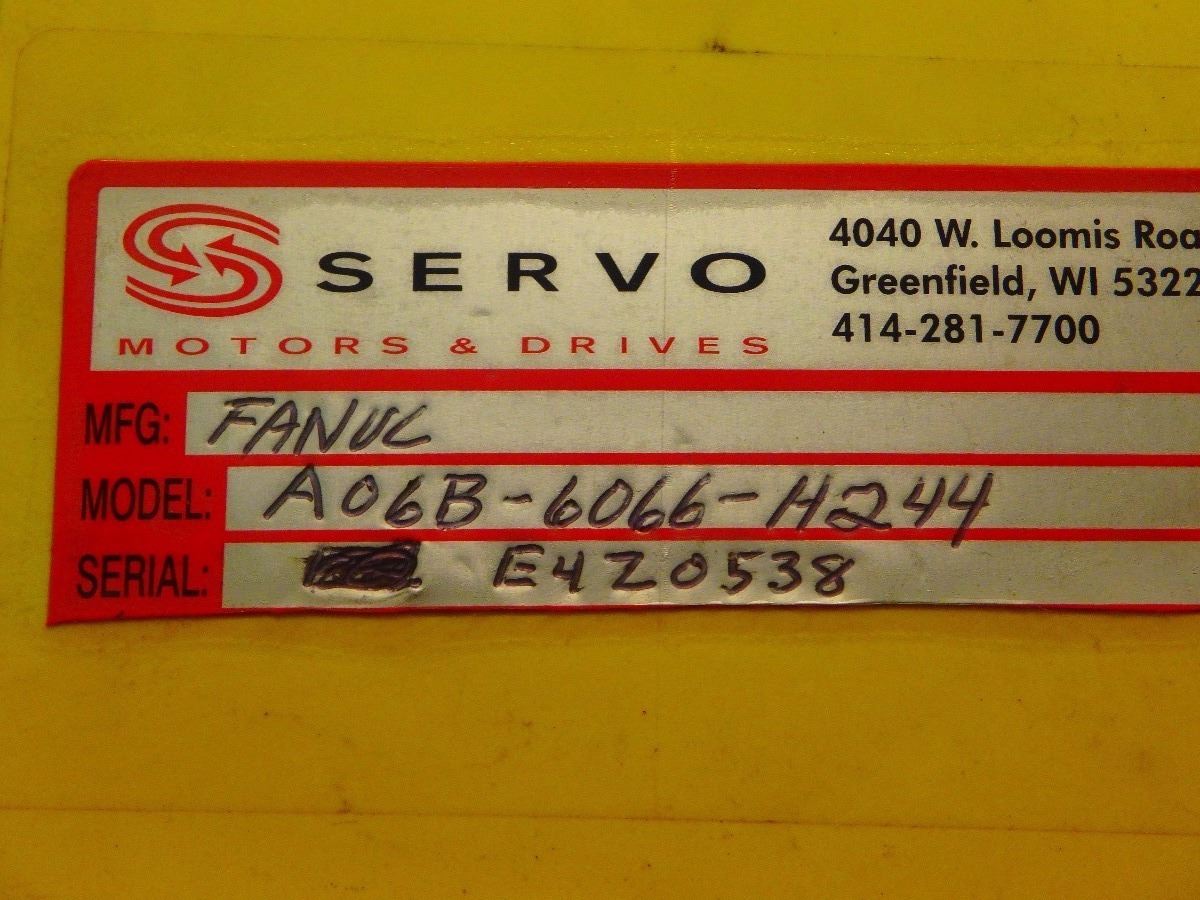 SERVO
MOTORS & DRIVES
4040 W. Loomis Roa
Greenfield, WI 5322
414-281-7700
MFG: FANUC
MODEL: A06B-6066-H244
SERIAL: E4Z0538